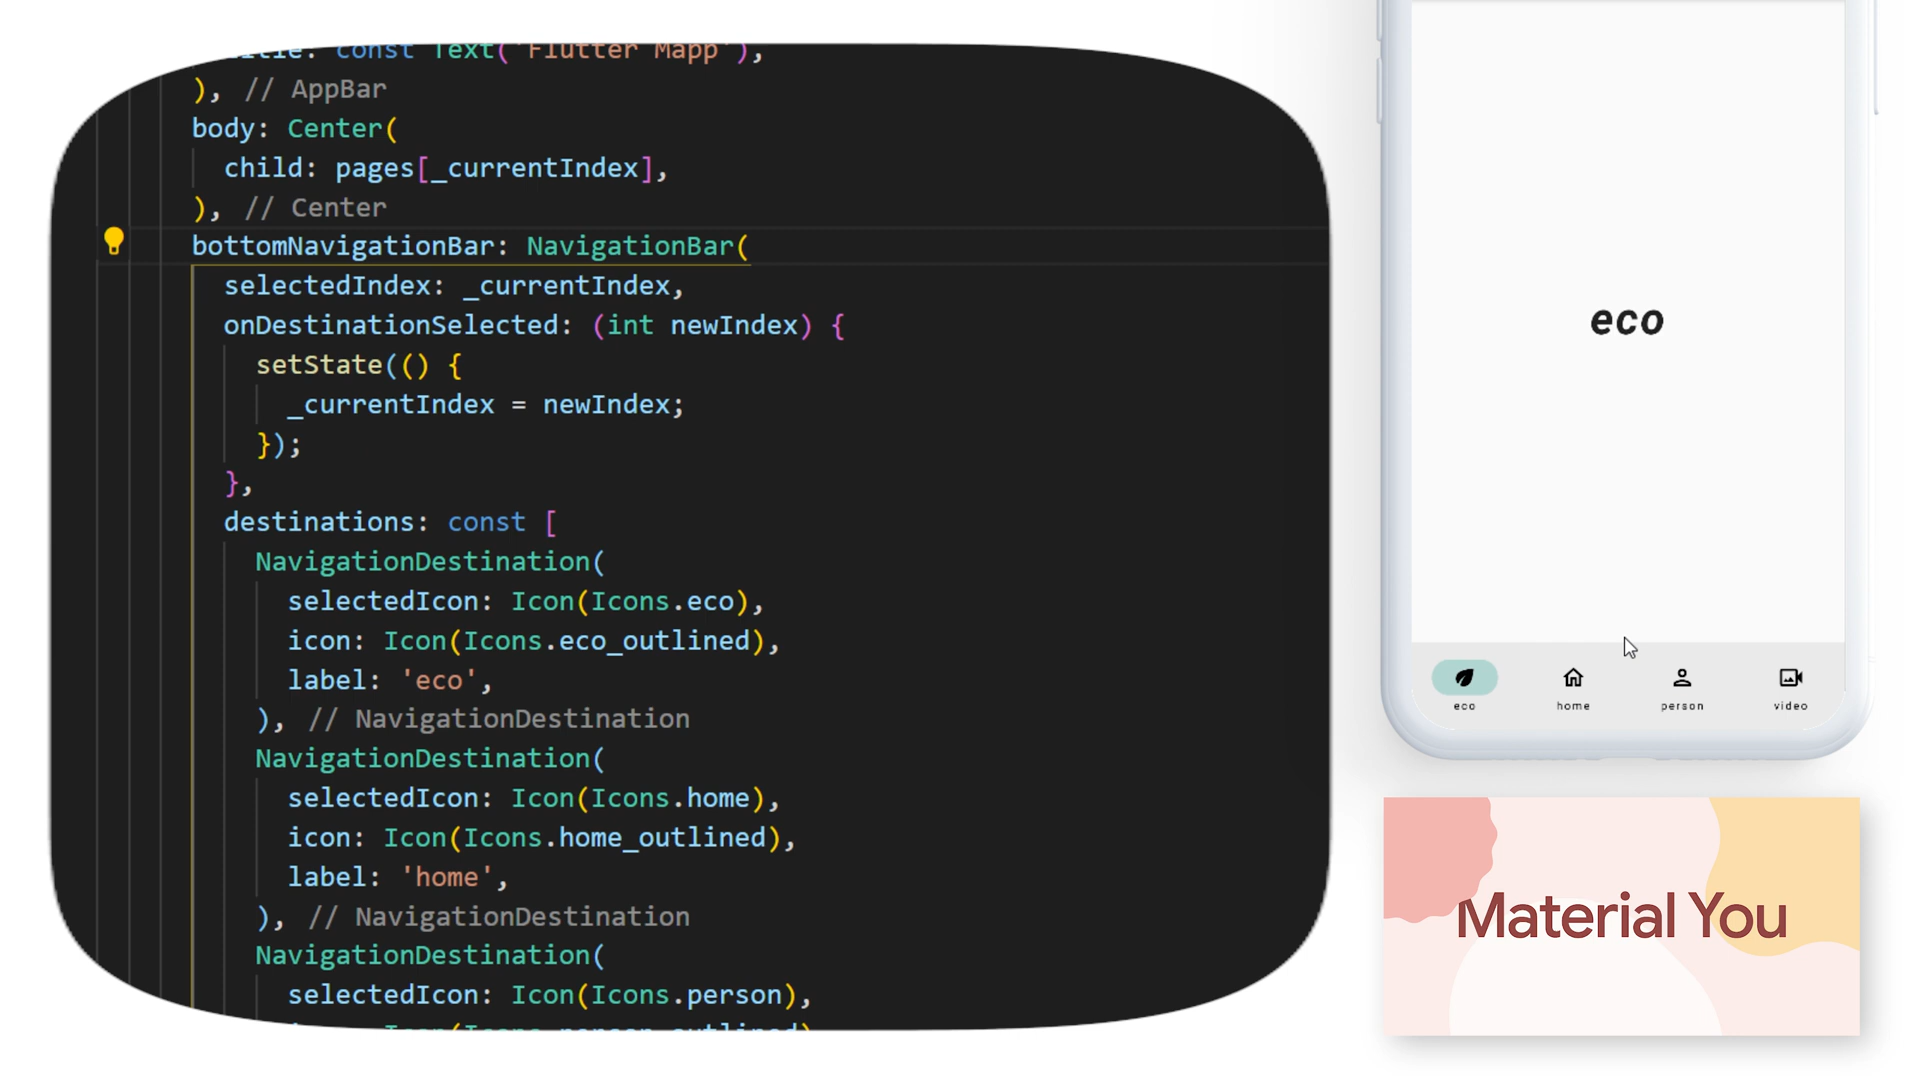 title: const Text('Flutter Mapp'),
), // AppBar
body: Center(
child: pages[_currentIndex],
), // Center
bottomNavigationBar: NavigationBar(
selectedIndex: _currentIndex,
onDestinationSelected: (int newIndex) {
setState(() {
_currentIndex = newIndex;
});
},
destinations: const [
NavigationDestination(
selectedIcon: Icon(Icons.eco),
icon: Icon(Icons.eco_outlined),
label: 'eco',
), // NavigationDestination
NavigationDestination(
selectedIcon: Icon(Icons.home),
icon: Icon(Icons.home_outlined),
label: 'home',
), // NavigationDestination
NavigationDestination(
selectedIcon: Icon(Icons.person),
Icon(Icons.person_outlined)
eco
eco home person video
Material You